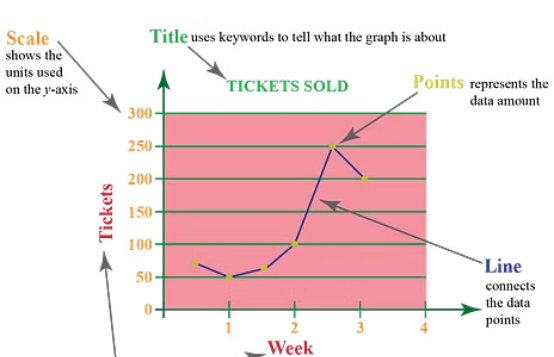 Title uses keywords to tell what the graph is about
Scale
shows the
units used
on the y-axis
TICKETS SOLD
Points represents the
data amount
300
250
200
150
100
50
0
Tickets
1 2 3 4
Week
Line
connects
the data
points